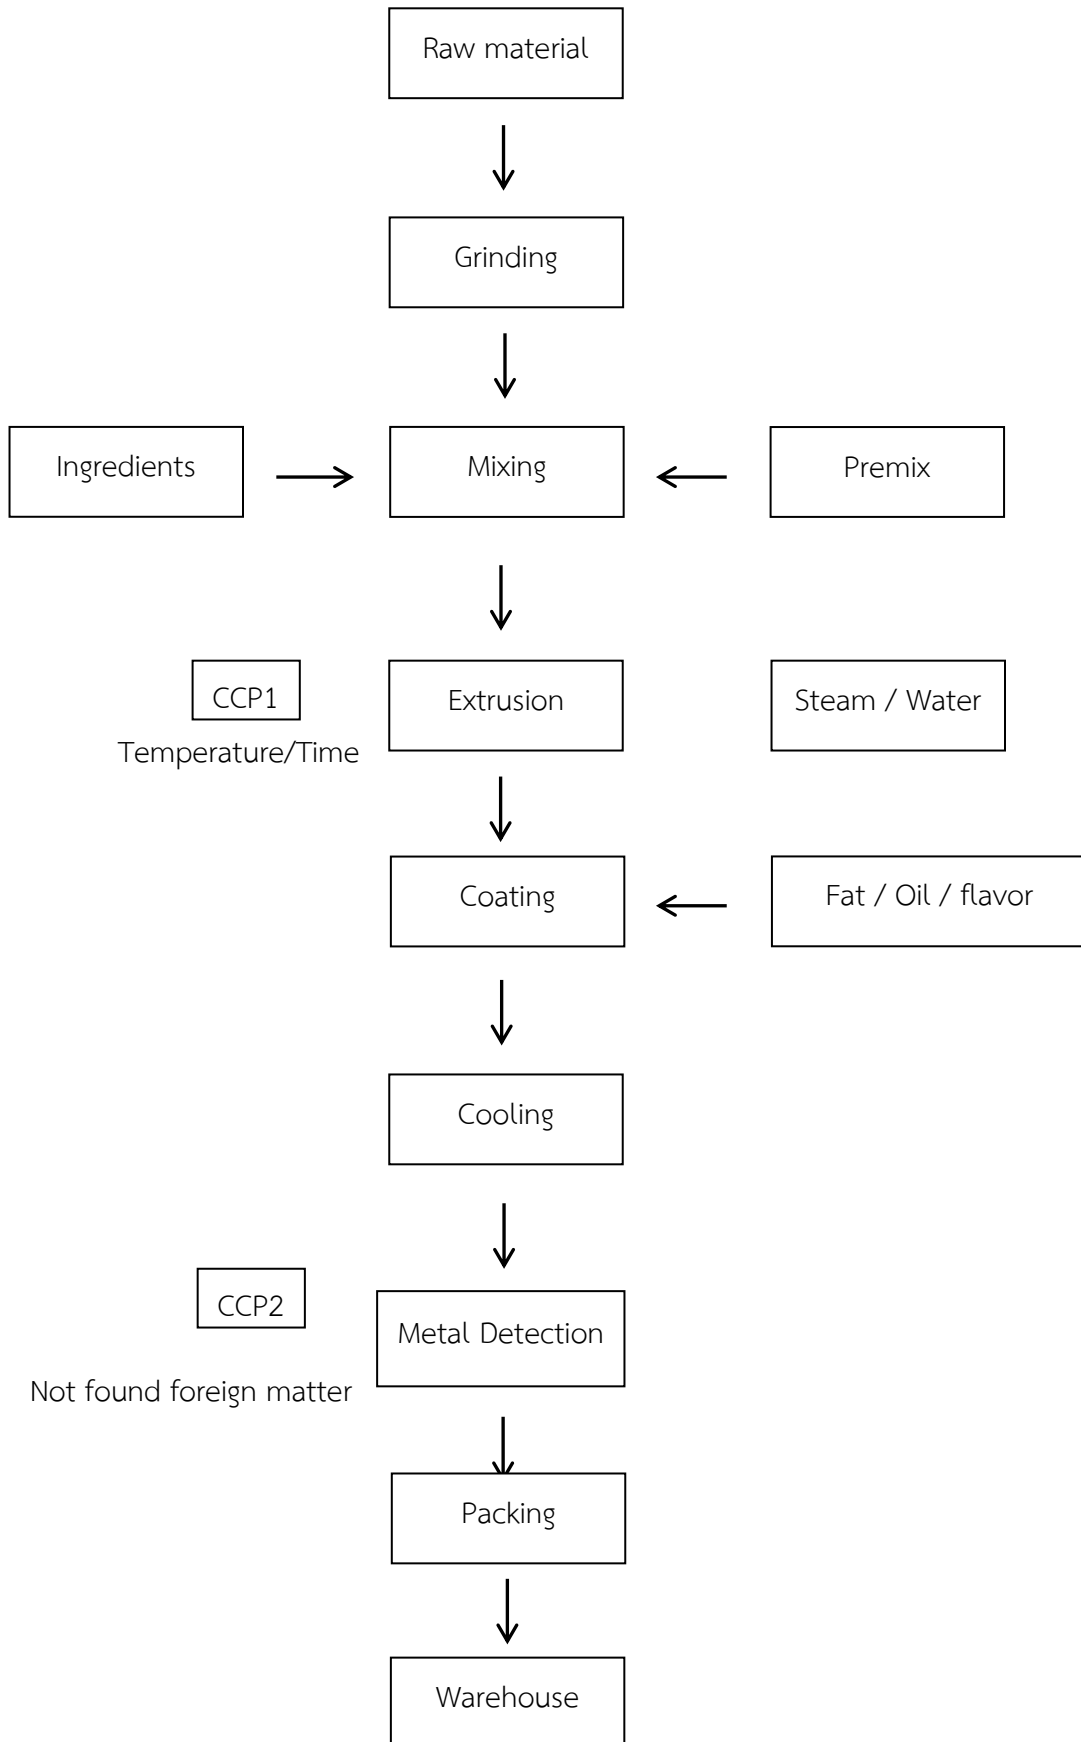 Raw material
Grinding
Ingredients
Mixing
Premix
CCP1
Temperature/Time
Extrusion
Steam / Water
Coating
Fat / Oil / flavor
Cooling
CCP2
Not found foreign matter
Metal Detection
Packing
Warehouse